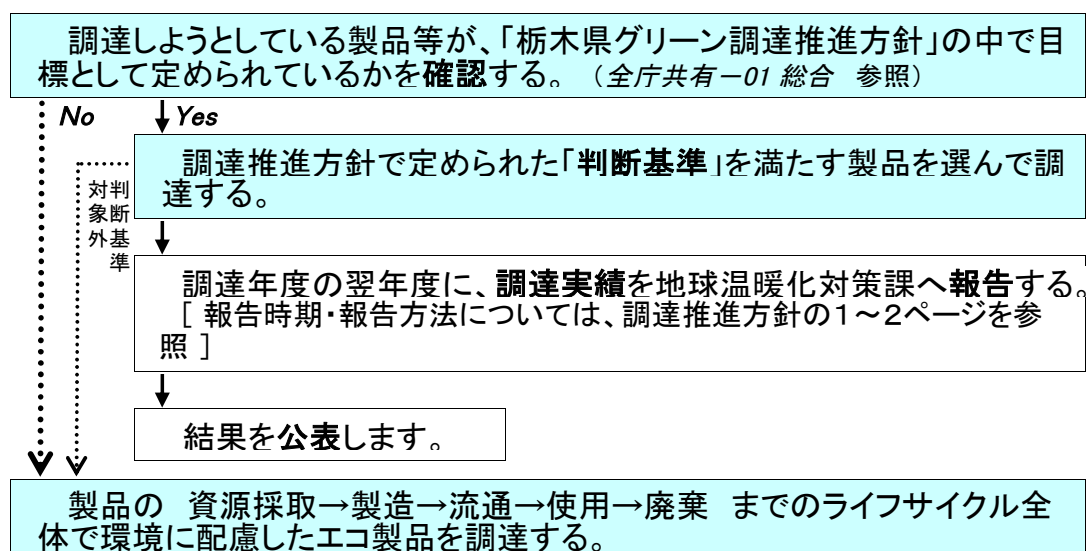 調達しようとしている製品等が、「栃木県グリーン調達推進方針」の中で目
標として定められているかを確認する。 （全庁共有－01 総合 参照）
No
Yes
調達推進方針で定められた「判断基準」を満たす製品を選んで調
達する。
判断基準
対象外
調達年度の翌年度に、調達実績を地球温暖化対策課へ報告する。
［ 報告時期・報告方法については、調達推進方針の１～２ページを参
照 ］
結果を公表します。
製品の 資源採取→製造→流通→使用→廃棄 までのライフサイクル全
体で環境に配慮したエコ製品を調達する。